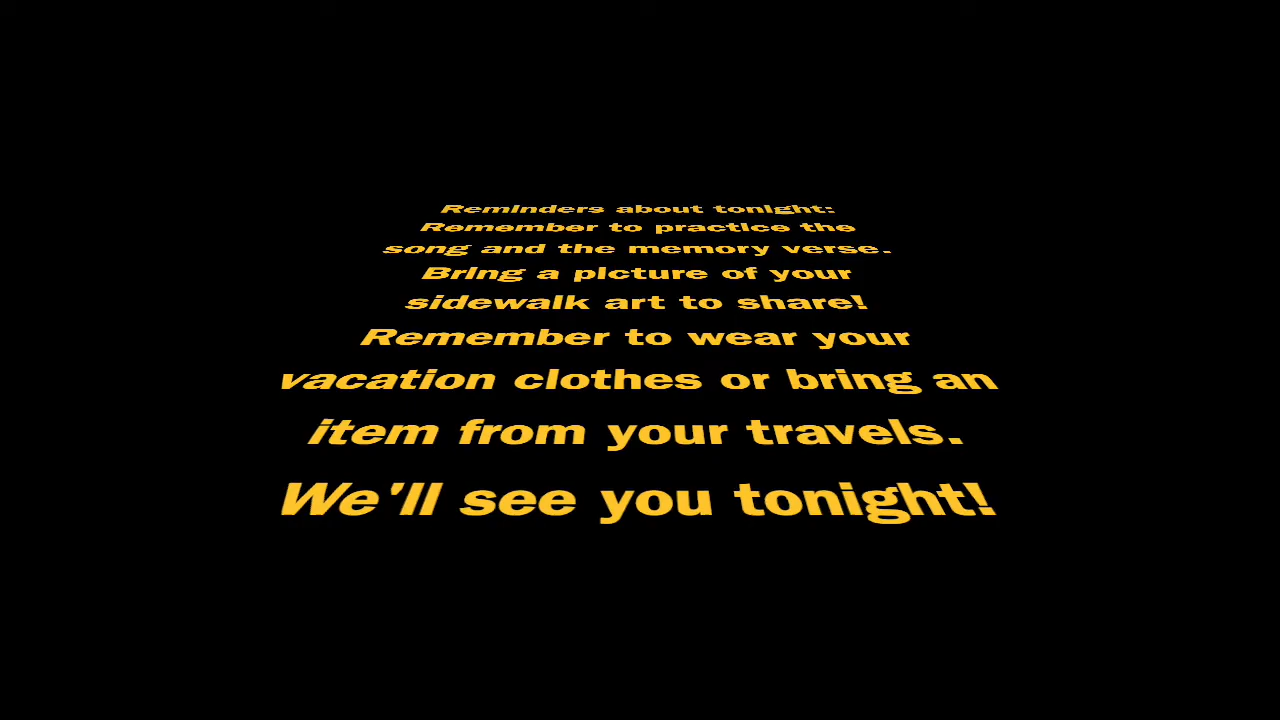 Reminders about tonight:
Remember to practice the
song and the memory verse.
Bring a picture of your
sidewalk art to share!
Remember to wear your
vacation clothes or bring an
item from your travels.
We'll see you tonight!